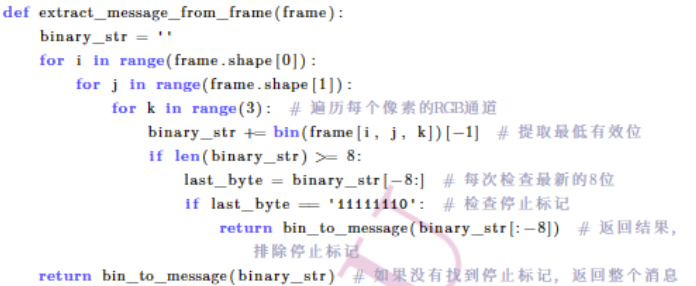 def extract_message_from_frame(frame):
    binary_str = ''
    for i in range(frame.shape[0]):
        for j in range(frame.shape[1]):
            for k in range(3):  # 遍历每个像素的RGB通道
                binary_str += bin(frame[i, j, k])[-1]  # 提取最低有效位
                if len(binary_str) >= 8:
                    last_byte = binary_str[-8:]  # 每次检查最新的8位
                    if last_byte == '11111110':  # 检查停止标记
                        return bin_to_message(binary_str[:-8])  # 返回结果，
                            排除停止标记
    return bin_to_message(binary_str)  # 如果没有找到停止标记，返回整个消息